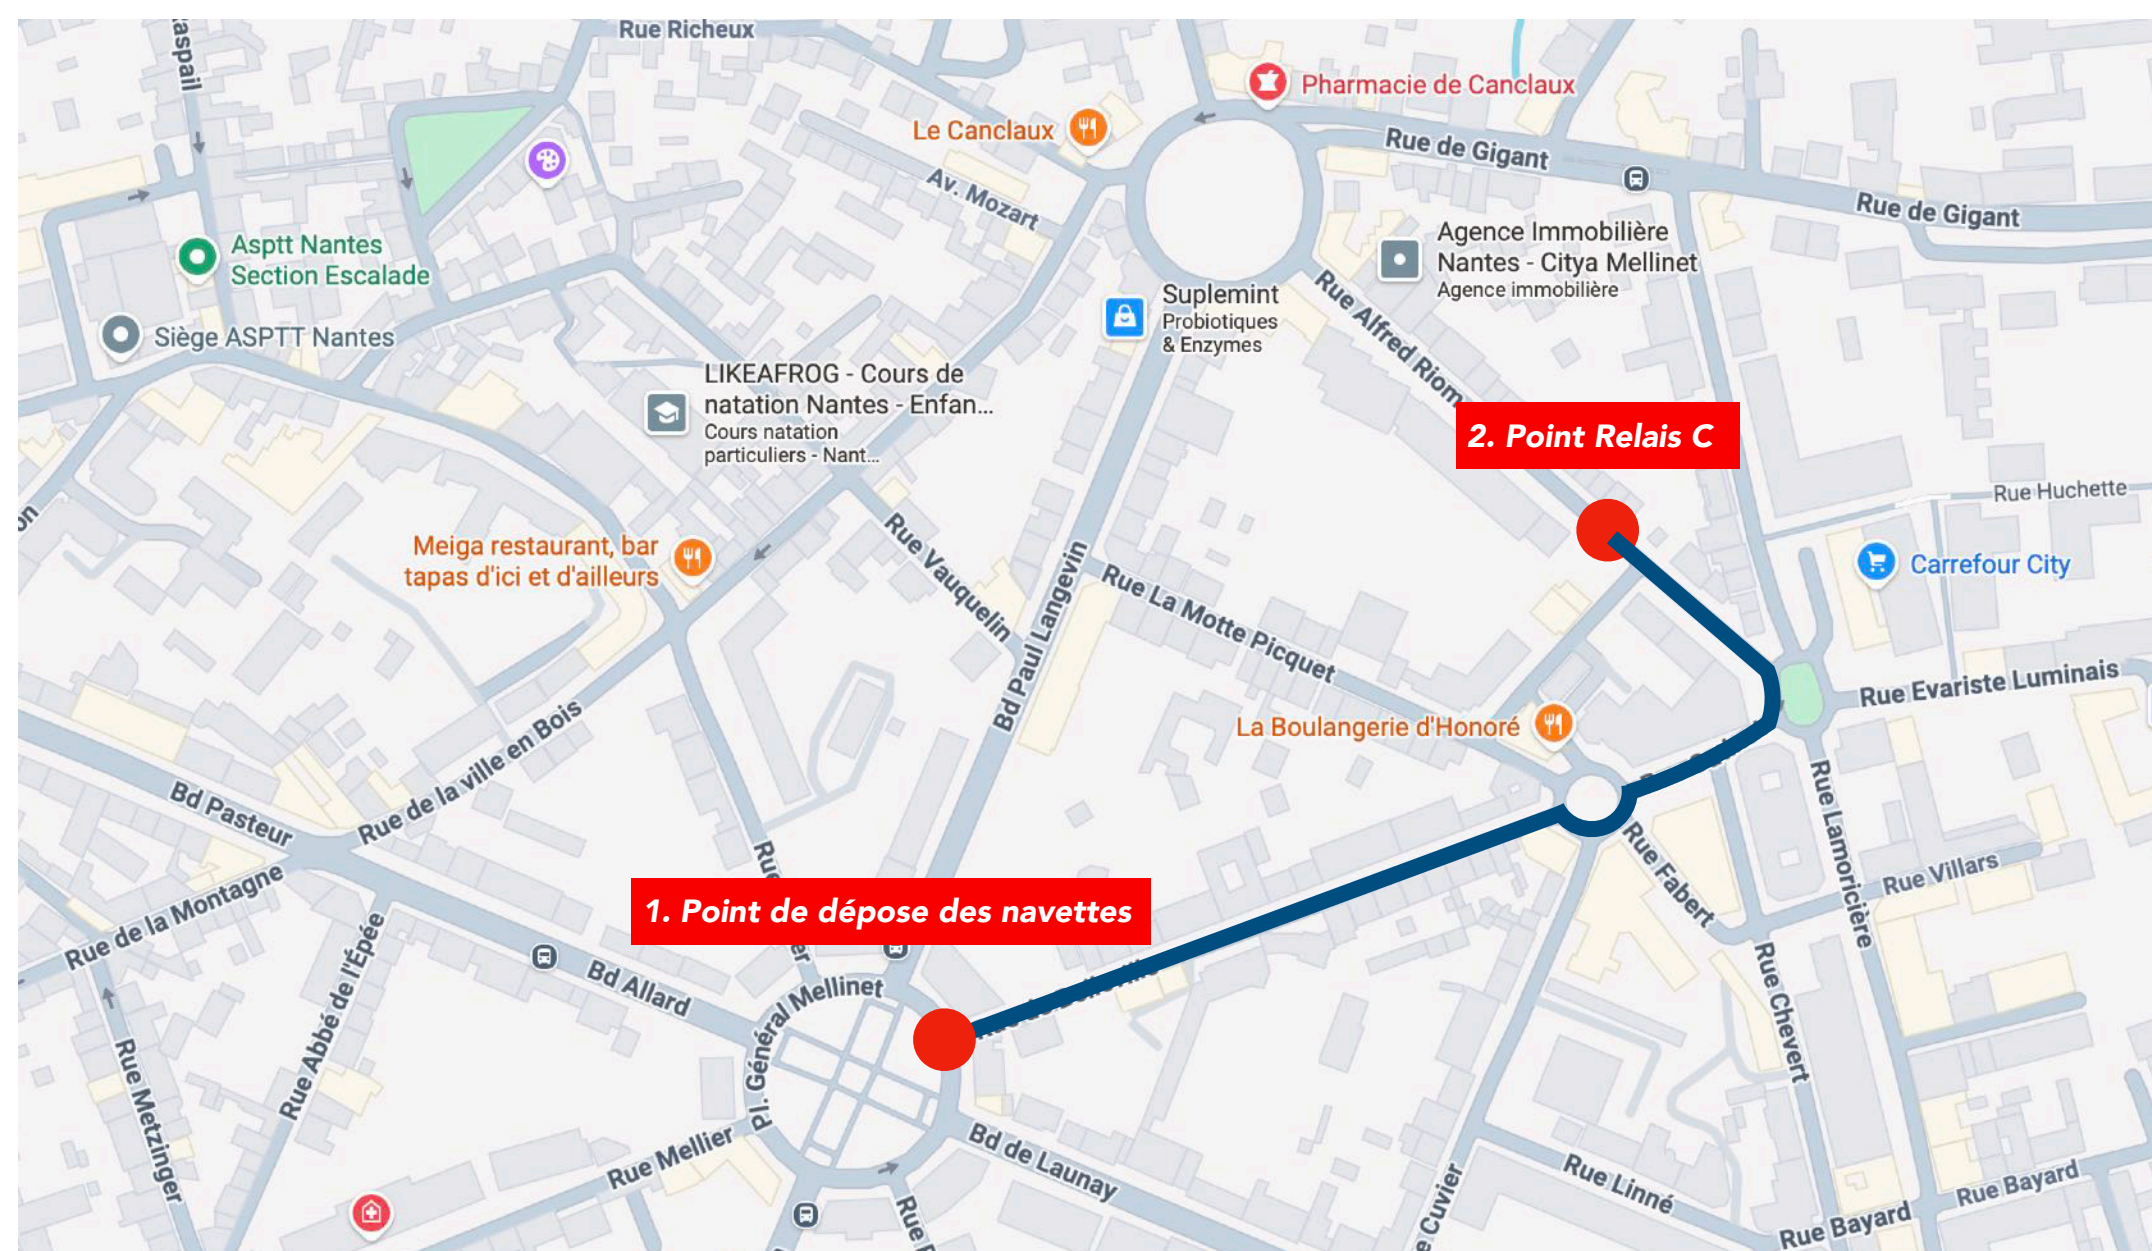 aspail
Rue Richeux
Pharmacie de Canclaux
Le Canclaux
Rue de Gigant
Av. Mozart
Rue de Gigant
Asptt Nantes
Section Escalade
Agence Immobilière
Nantes - Citya Mellinet
Agence immobilière
Suplemint
Probiotiques
& Enzymes
Rue Alfred Riom
Siège ASPTT Nantes
LIKEAFROG - Cours de
natation Nantes - Enfan...
Cours natation
particuliers - Nant...
2. Point Relais C
Rue Huchette
on
Meiga restaurant, bar
tapas d'ici et d'ailleurs
Rue Vauquelin
Bd Paul Langevin
Rue La Motte Picquet
Carrefour City
Rue Evariste Luminais
La Boulangerie d'Honoré
Rue de la ville en Bois
Bd Pasteur
Rue Lamoricière
Rue Fabert
Rue Villars
Rue de la Montagne
1. Point de dépose des navettes
Rue Abbé de l'Épée
Bd Allard
Pl. Général Mellinet
Rue Chevert
Rue Metzinger
Rue Mellier
Bd de Launay
Rue Linné
e Cuvier
Rue Bayard
Rue Bayard
Rue